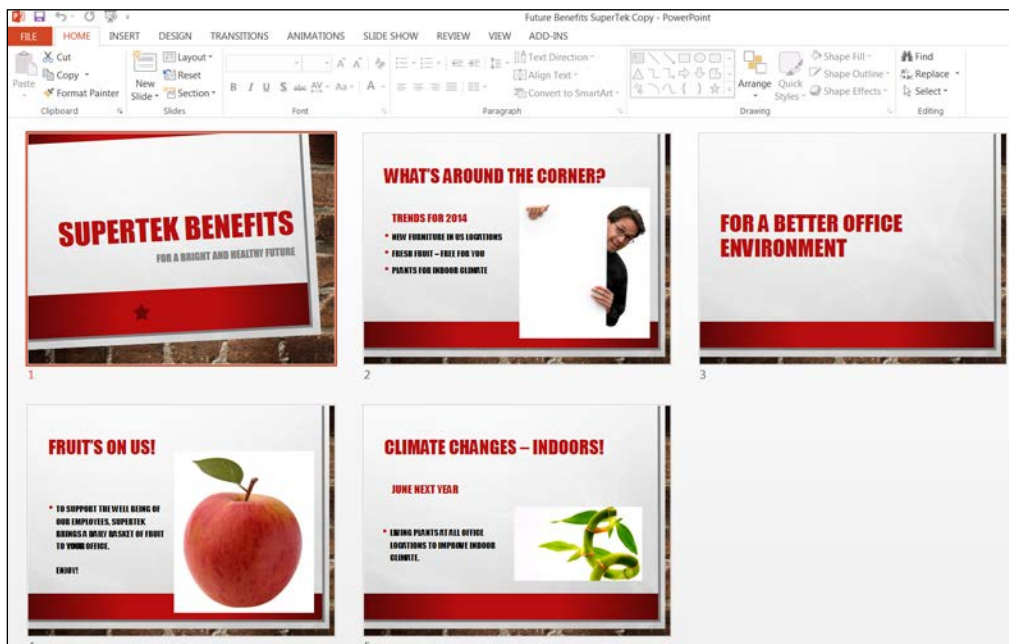 Future Benefits SuperTek Copy - PowerPoint
FILE HOME INSERT DESIGN TRANSITIONS ANIMATIONS SLIDE SHOW REVIEW VIEW ADD-INS
Paste
Cut
Copy
Format Painter
Clipboard
New
Slide
Layout
Reset
Section
Slides
B I U S abc AV Aa A
Font
Text Direction
Align Text
Convert to SmartArt
Paragraph
Arrange
Quick
Styles
Shape Fill
Shape Outline
Shape Effects
Drawing
Find
Replace
Select
Editing
SUPERTEK BENEFITS
FOR A BRIGHT AND HEALTHY FUTURE
1
WHAT'S AROUND THE CORNER?
TRENDS FOR 2014
• NEW FURNITURE IN US LOCATIONS
• FRESH FRUIT – FREE FOR YOU
• PLANTS FOR INDOOR CLIMATE
2
FOR A BETTER OFFICE
ENVIRONMENT
3
FRUIT'S ON US!
• TO SUPPORT THE WELL BEING OF
OUR EMPLOYEES, SUPERTEK
BRINGS A DAILY BASKET OF FRUIT
TO YOUR OFFICE.
ENJOY!
CLIMATE CHANGES – INDOORS!
JUNE NEXT YEAR
• LIVING PLANTS AT ALL OFFICE
LOCATIONS TO IMPROVE INDOOR
CLIMATE.